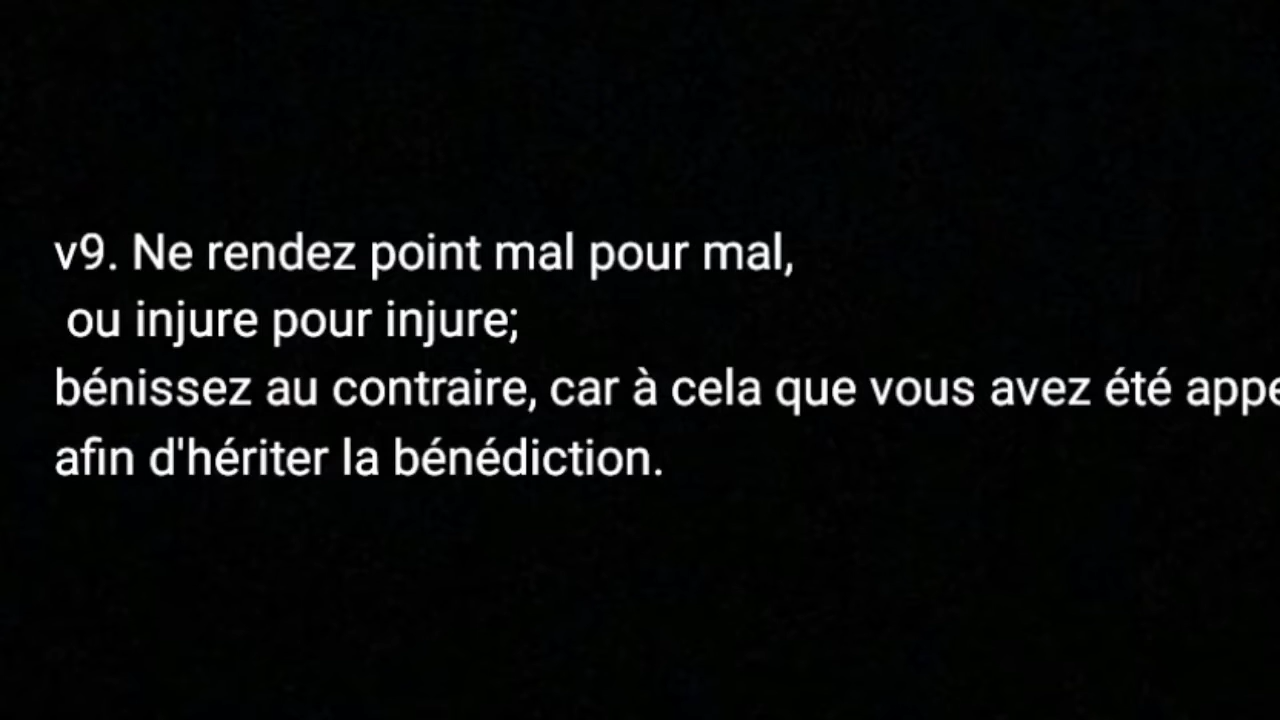 v9. Ne rendez point mal pour mal,
ou injure pour injure;
bénissez au contraire, car à cela que vous avez été appe
afin d'hériter la bénédiction.